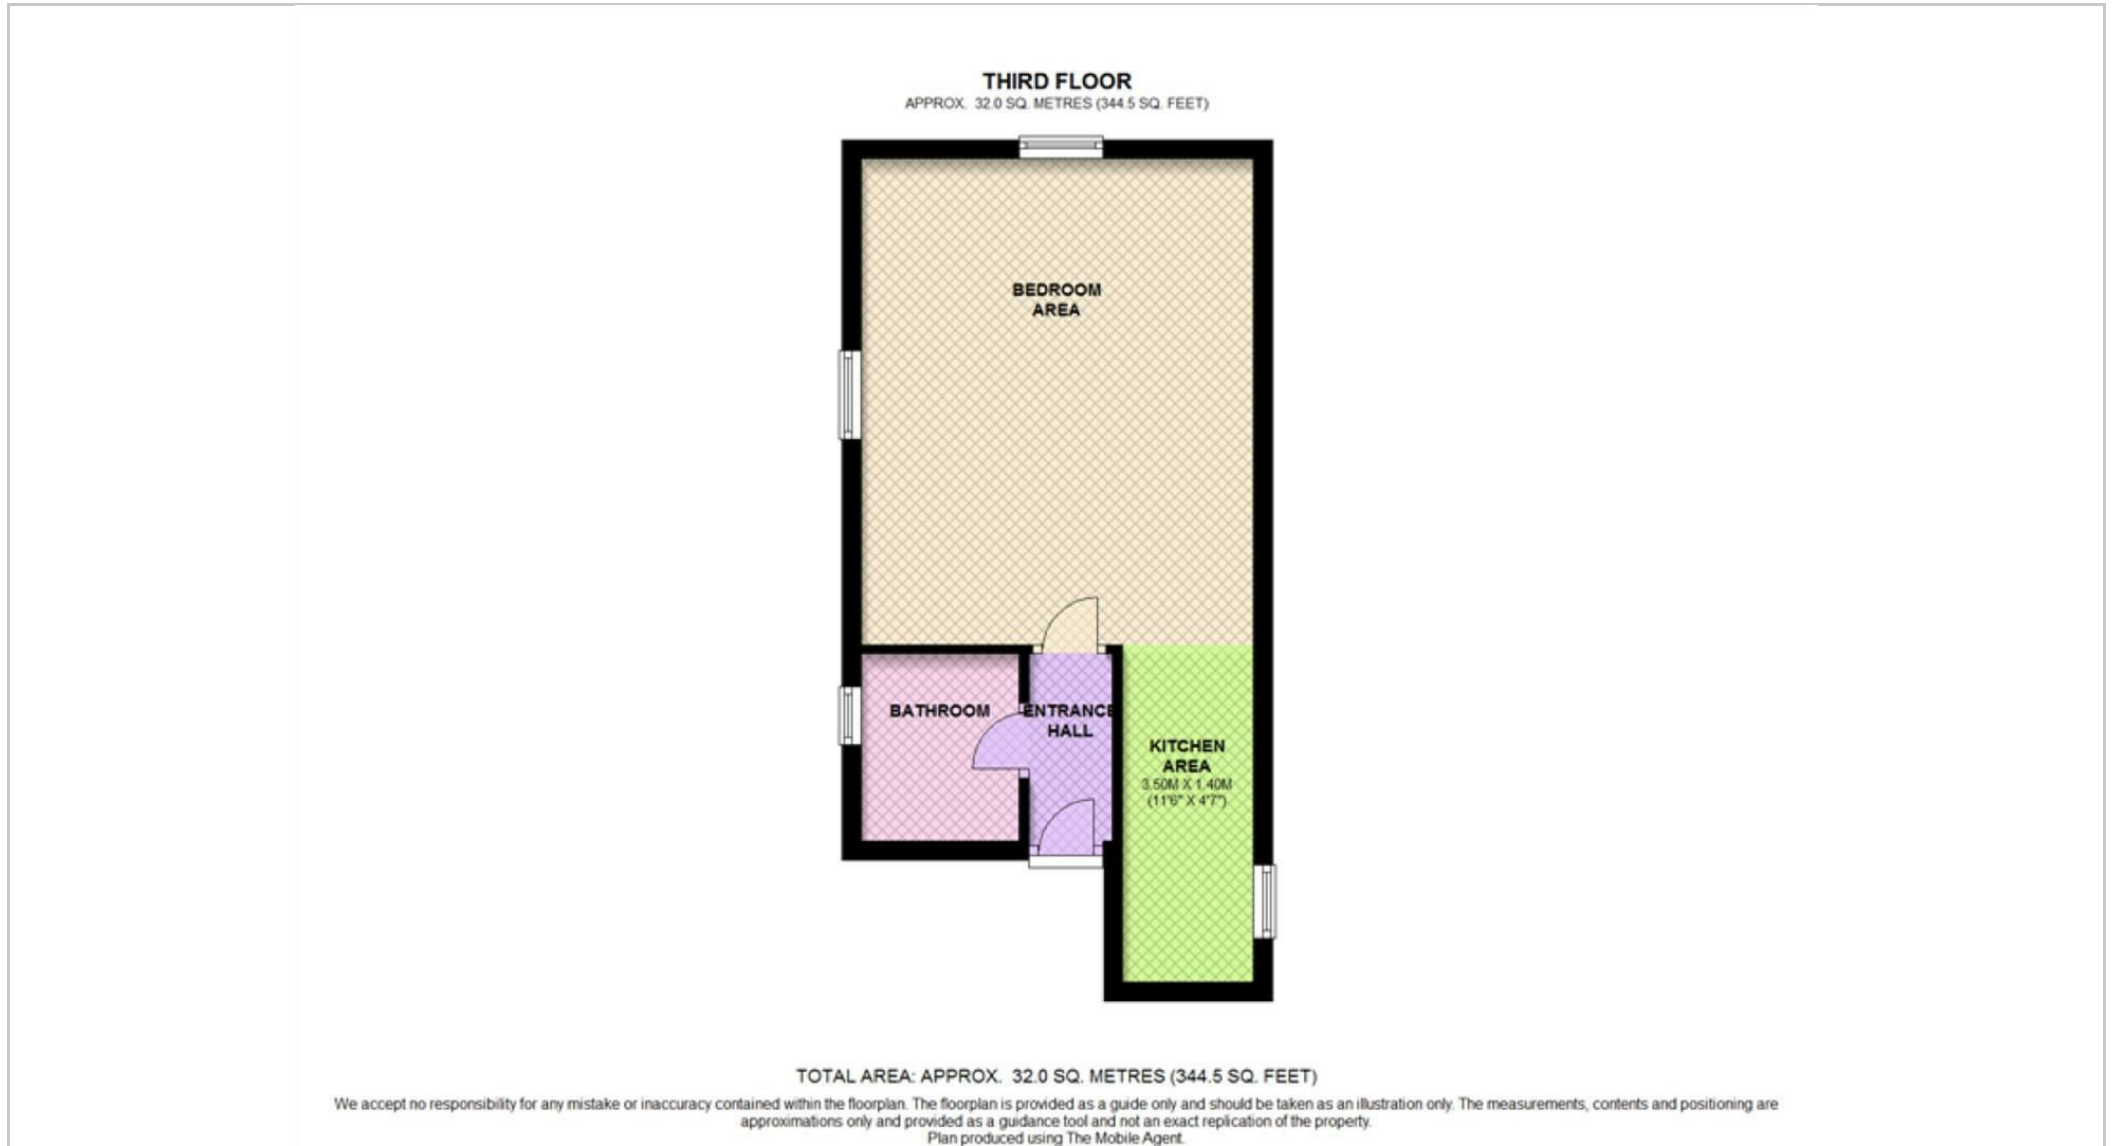 THIRD FLOOR
APPROX. 32.0 SQ. METRES (344.5 SQ. FEET)
BEDROOM
AREA
BATHROOM
ENTRANCE
HALL
KITCHEN
AREA
3.50M X 1.40M
(11'6" X 4'7")
TOTAL AREA: APPROX. 32.0 SQ. METRES (344.5 SQ. FEET)
We accept no responsibility for any mistake or inaccuracy contained within the floorplan. The floorplan is provided as a guide only and should be taken as an illustration only. The measurements, contents and positioning are
approximations only and provided as a guidance tool and not an exact replication of the property.
Plan produced using The Mobile Agent.